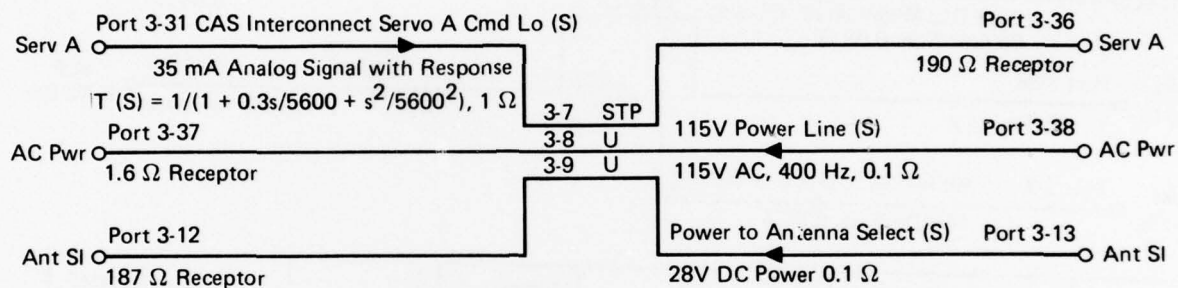 Port 3-31 CAS Interconnect Servo A Cmd Lo (S)
Port 3-36
Serv A
Serv A
35 mA Analog Signal with Response
190 Ω Receptor
T (S) = 1/(1 + 0.3s/5600 + s²/5600²), 1 Ω
3-7 STP
Port 3-37
3-8 U
115V Power Line (S)
Port 3-38
AC Pwr
AC Pwr
1.6 Ω Receptor
3-9 U
115V AC, 400 Hz, 0.1 Ω
Port 3-12
Power to Antenna Select (S)
Port 3-13
Ant Sl
Ant Sl
187 Ω Receptor
28V DC Power 0.1 Ω